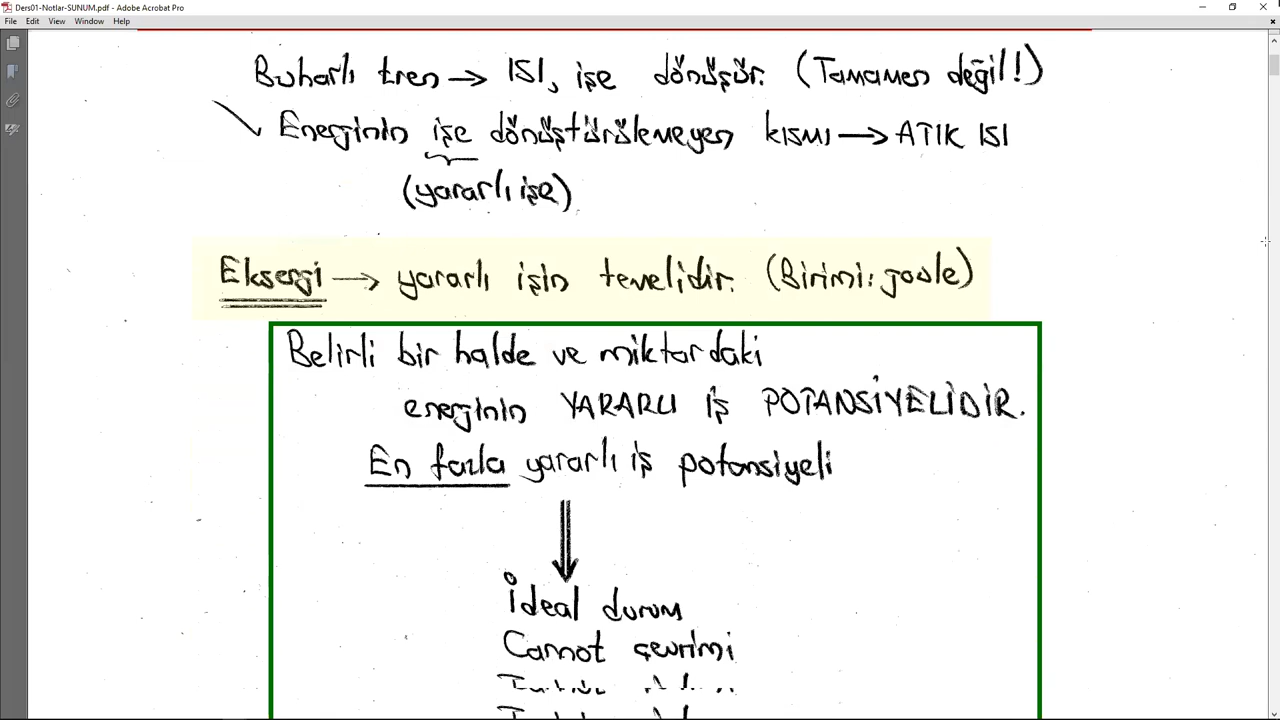 Ders01-Notlar-SUNUM.pdf - Adobe Acrobat Pro
File Edit View Window Help
Buharlı tren → ISI, işe dönüşür. (Tamamen değil!)
Enerjinin işe dönüştürülemeyen kısmı → ATIK ISI
(yararlı işe)
Eksergi → yararlı işin temelidir. (Birimi: joule)
Belirli bir halde ve miktardaki
enerjinin YARARLI İŞ POTANSİYELİDİR.
En fazla yararlı iş potansiyeli
İdeal durum
Carnot çevrimi